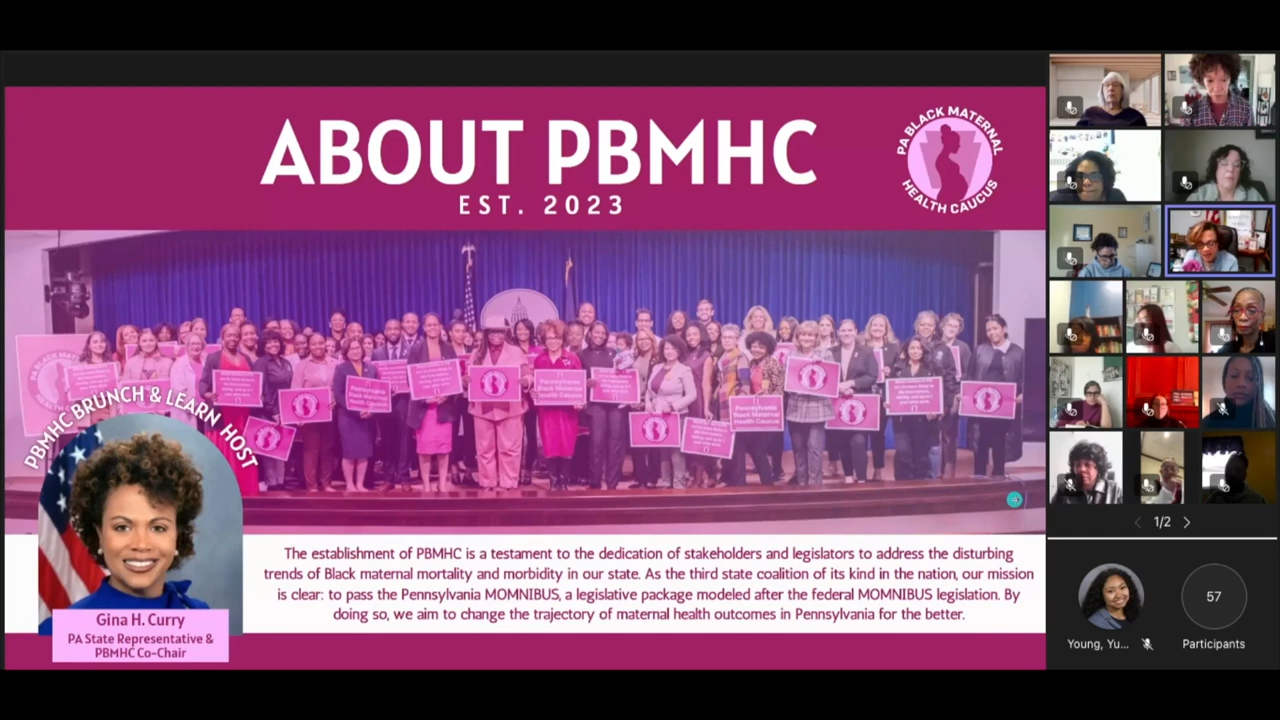 ABOUT PBMHC
EST. 2023
PA BLACK MATERNAL
HEALTH CAUCUS
PBMHC BRUNCH & LEARN HOST
Gina H. Curry
PA State Representative &
PBMHC Co-Chair
Pennsylvania
Black Maternal
Health Caucus
The establishment of PBMHC is a testament to the dedication of stakeholders and legislators to address the disturbing
trends of Black maternal mortality and morbidity in our state. As the third state coalition of its kind in the nation, our mission
is clear: to pass the Pennsylvania MOMNIBUS, a legislative package modeled after the federal MOMNIBUS legislation. By
doing so, we aim to change the trajectory of maternal health outcomes in Pennsylvania for the better.
1/2
57
Young, Yu...
Participants